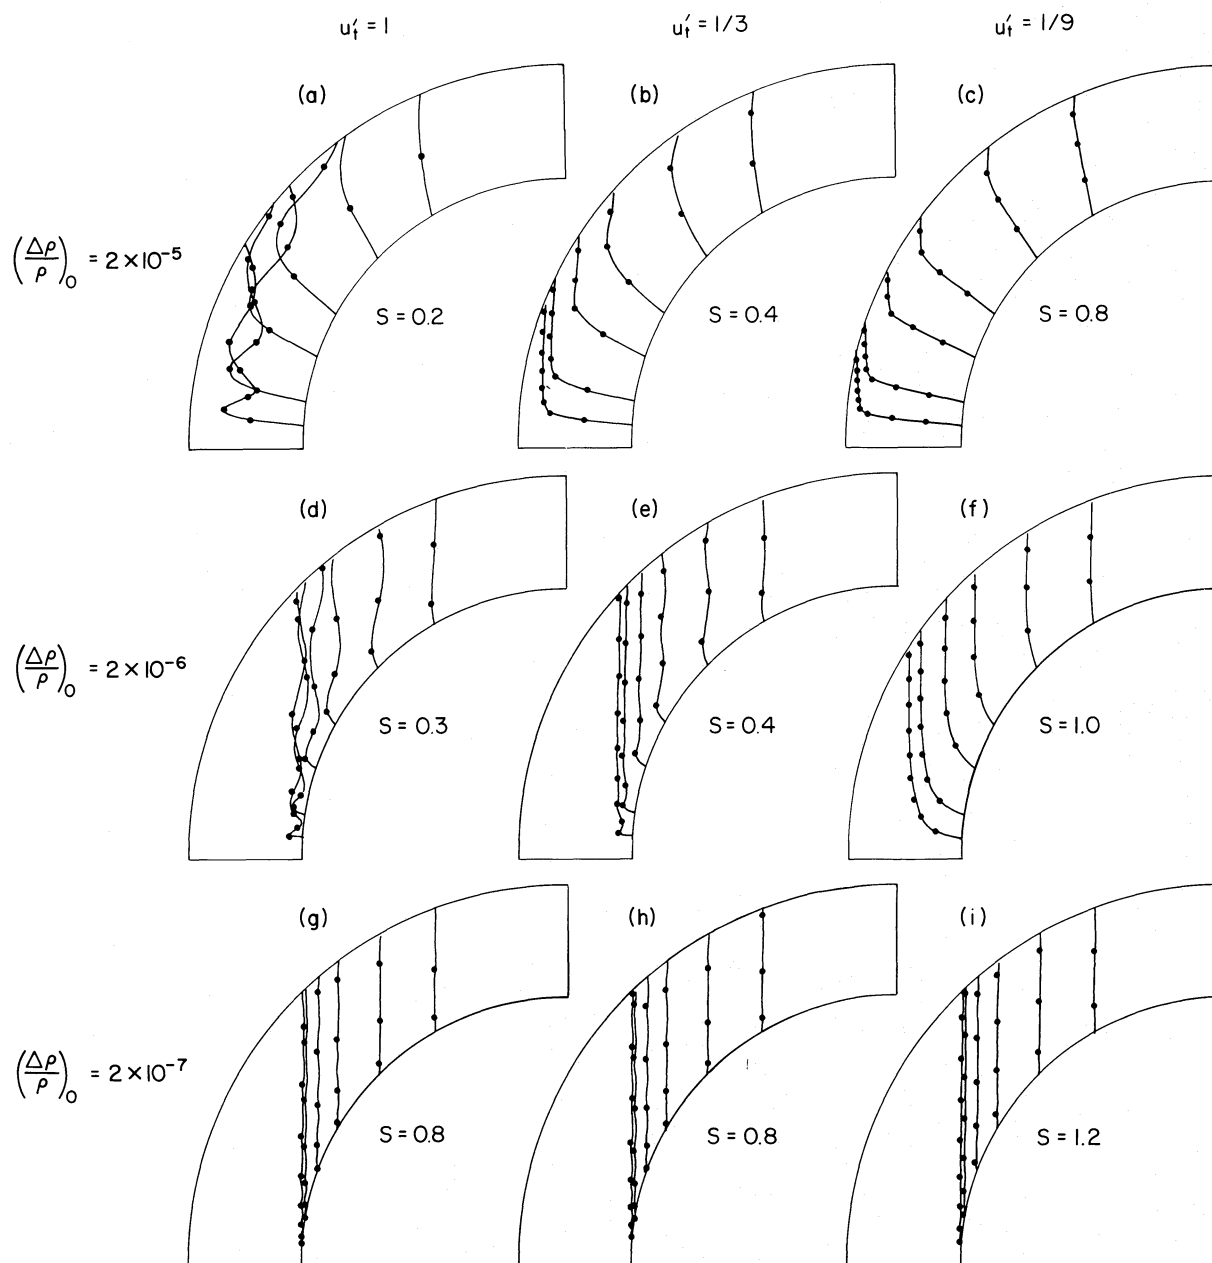 u′ₜ = 1
u′ₜ = 1/3
u′ₜ = 1/9
(a)
(b)
(c)
(Δρ/ρ)₀ = 2×10⁻⁵
S = 0.2
S = 0.4
S = 0.8
(d)
(e)
(f)
(Δρ/ρ)₀ = 2×10⁻⁶
S = 0.3
S = 0.4
S = 1.0
(g)
(h)
(i)
(Δρ/ρ)₀ = 2×10⁻⁷
S = 0.8
S = 0.8
S = 1.2